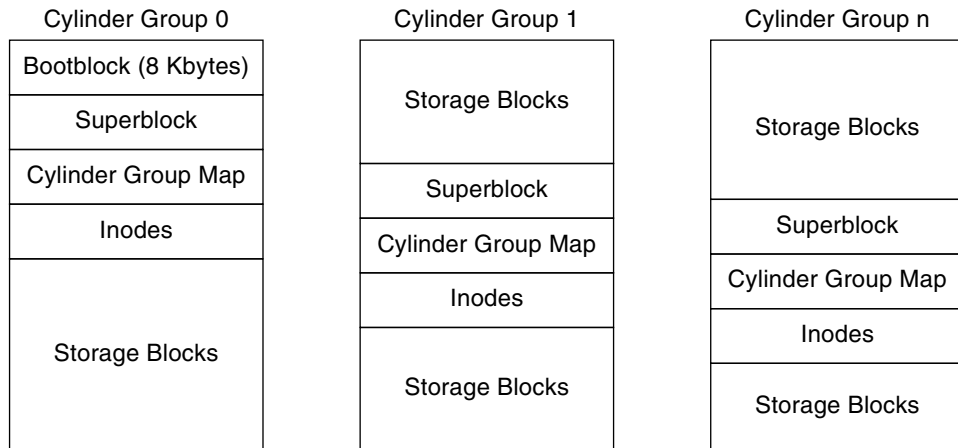 Cylinder Group 0
Bootblock (8 Kbytes)
Superblock
Cylinder Group Map
Inodes
Storage Blocks
Cylinder Group 1
Storage Blocks
Superblock
Cylinder Group Map
Inodes
Storage Blocks
Cylinder Group n
Storage Blocks
Superblock
Cylinder Group Map
Inodes
Storage Blocks